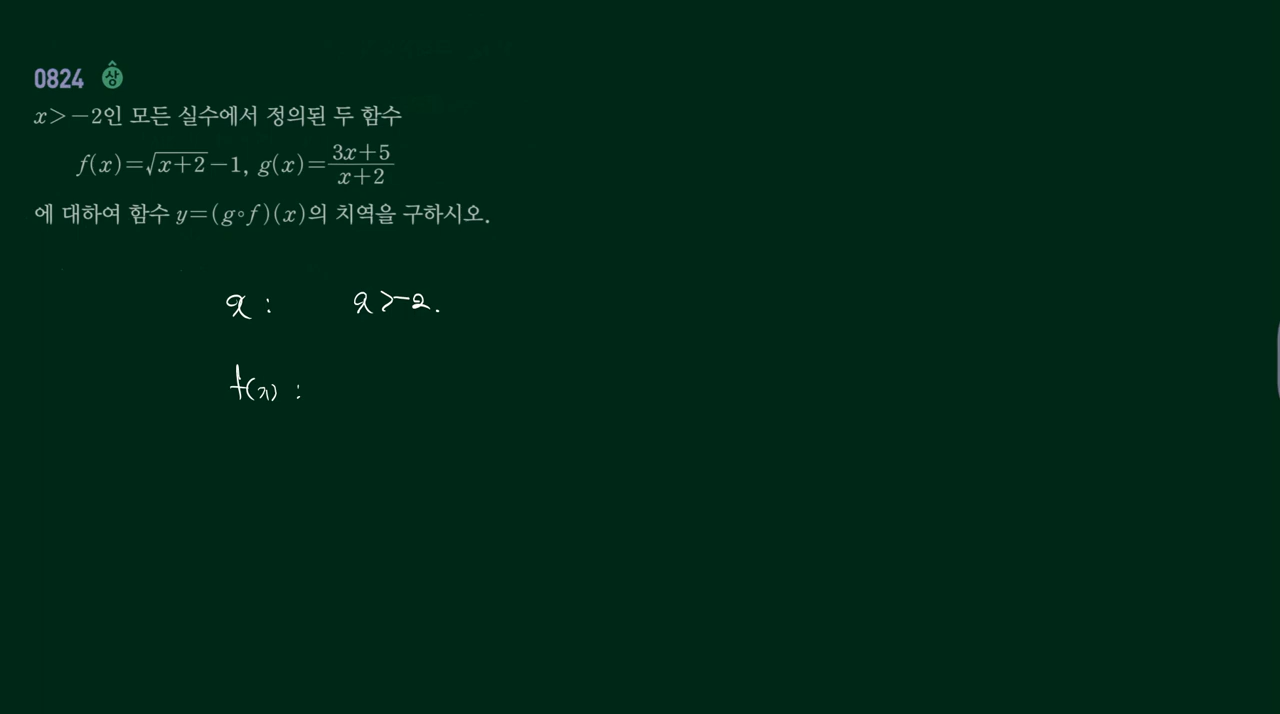 0824 상
x>-2인 모든 실수에서 정의된 두 함수
f(x)=√(x+2)-1, g(x)=(3x+5)/(x+2)
에 대하여 함수 y=(g∘f)(x)의 치역을 구하시오.
x : x>-2.
f(x) :